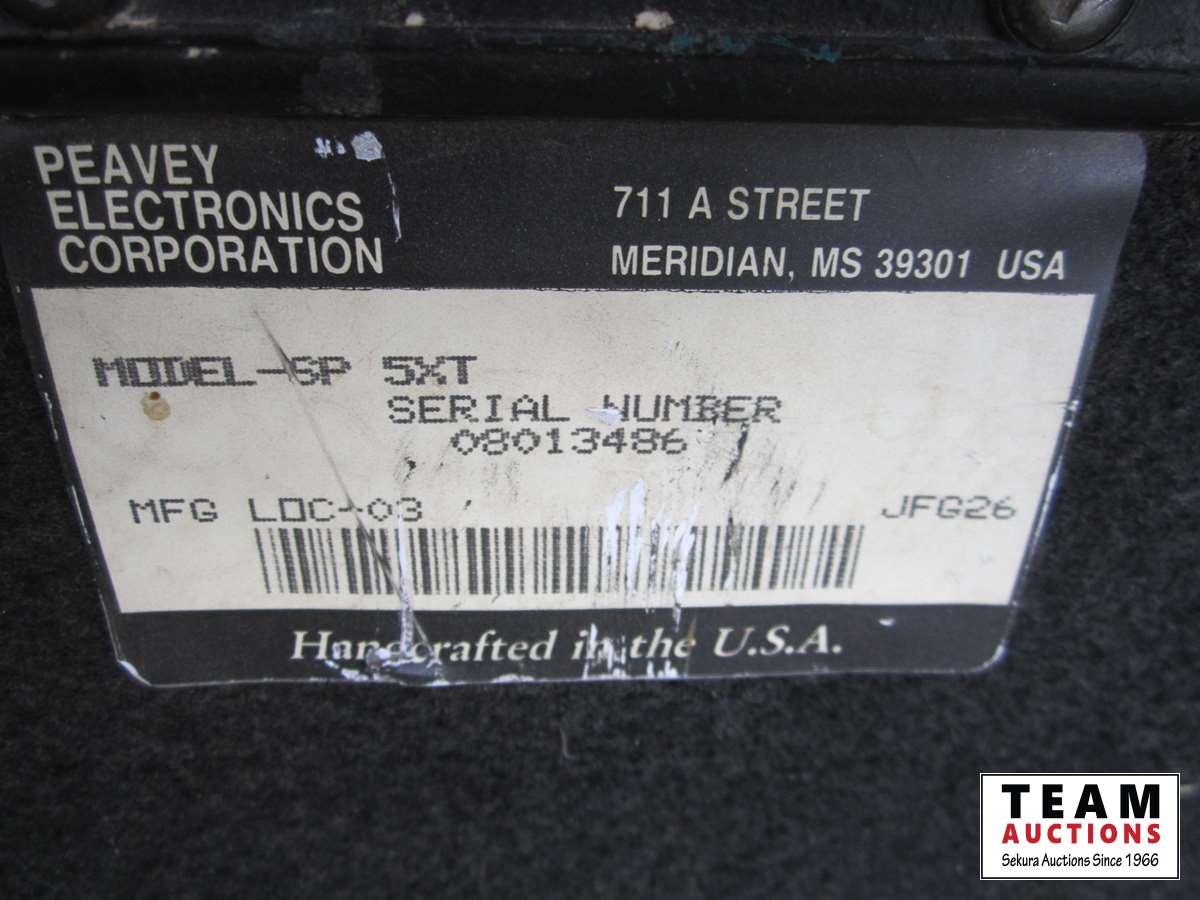 PEAVEY
ELECTRONICS
CORPORATION
711 A STREET
MERIDIAN, MS 39301 USA
MODEL-SP 5XT
SERIAL NUMBER
08013486
MFG LOC-03 JFG26
Handcrafted in the U.S.A.
TEAM
AUCTIONS
Sekura Auctions Since 1966